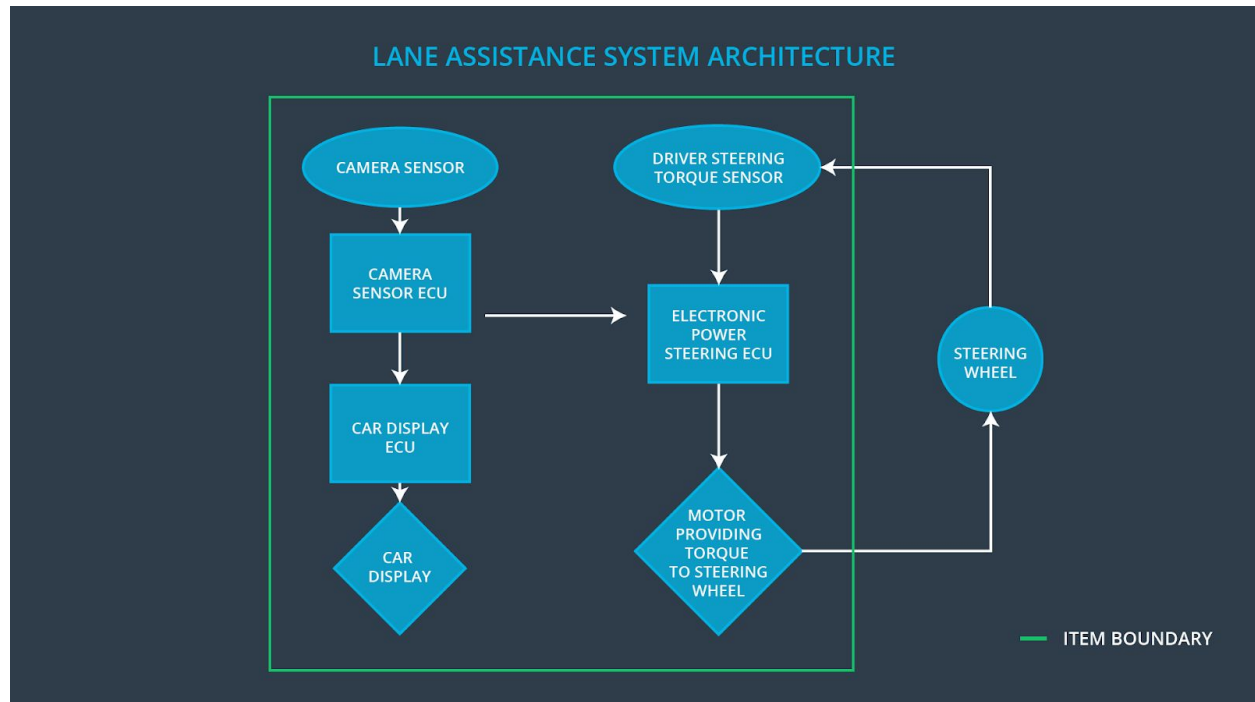 LANE ASSISTANCE SYSTEM ARCHITECTURE
CAMERA SENSOR
CAMERA
SENSOR ECU
CAR DISPLAY
ECU
CAR
DISPLAY
DRIVER STEERING
TORQUE SENSOR
ELECTRONIC
POWER
STEERING ECU
MOTOR
PROVIDING
TORQUE
TO STEERING
WHEEL
STEERING
WHEEL
ITEM BOUNDARY